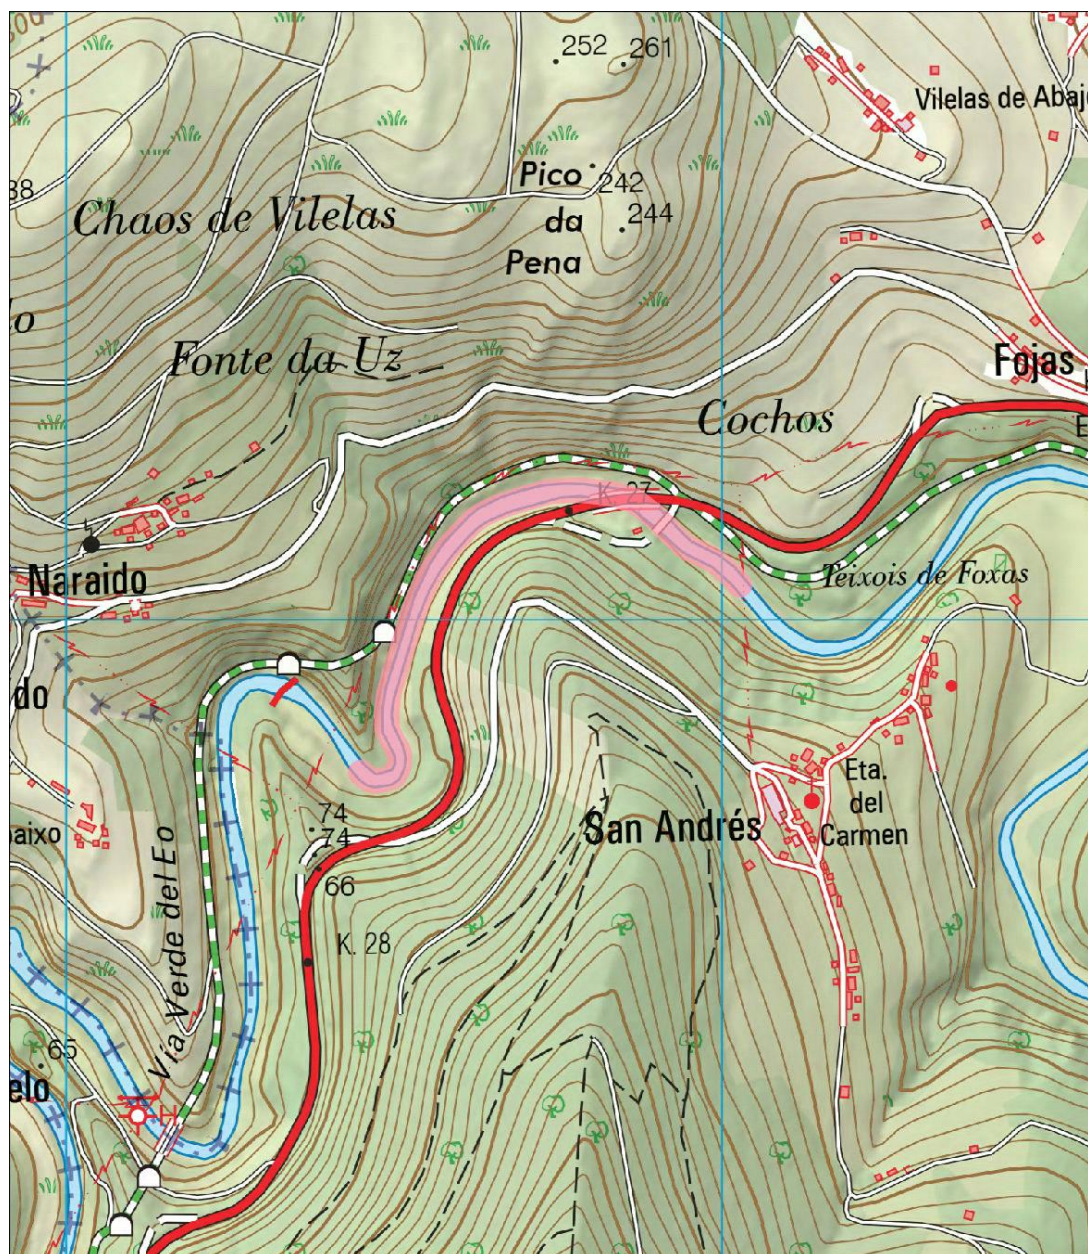 252
261
Vilelas de Abajo
Pico
242
da
244
Pena
38
Chaos de Vilelas
Fonte da Uz
Fojas
Cochos
K. 27
Naraido
Teixois de Foxas
do
74
74
66
Eta.
del
Carmen
San Andrés
baixo
K. 28
Vía Verde del Eo
65
elo